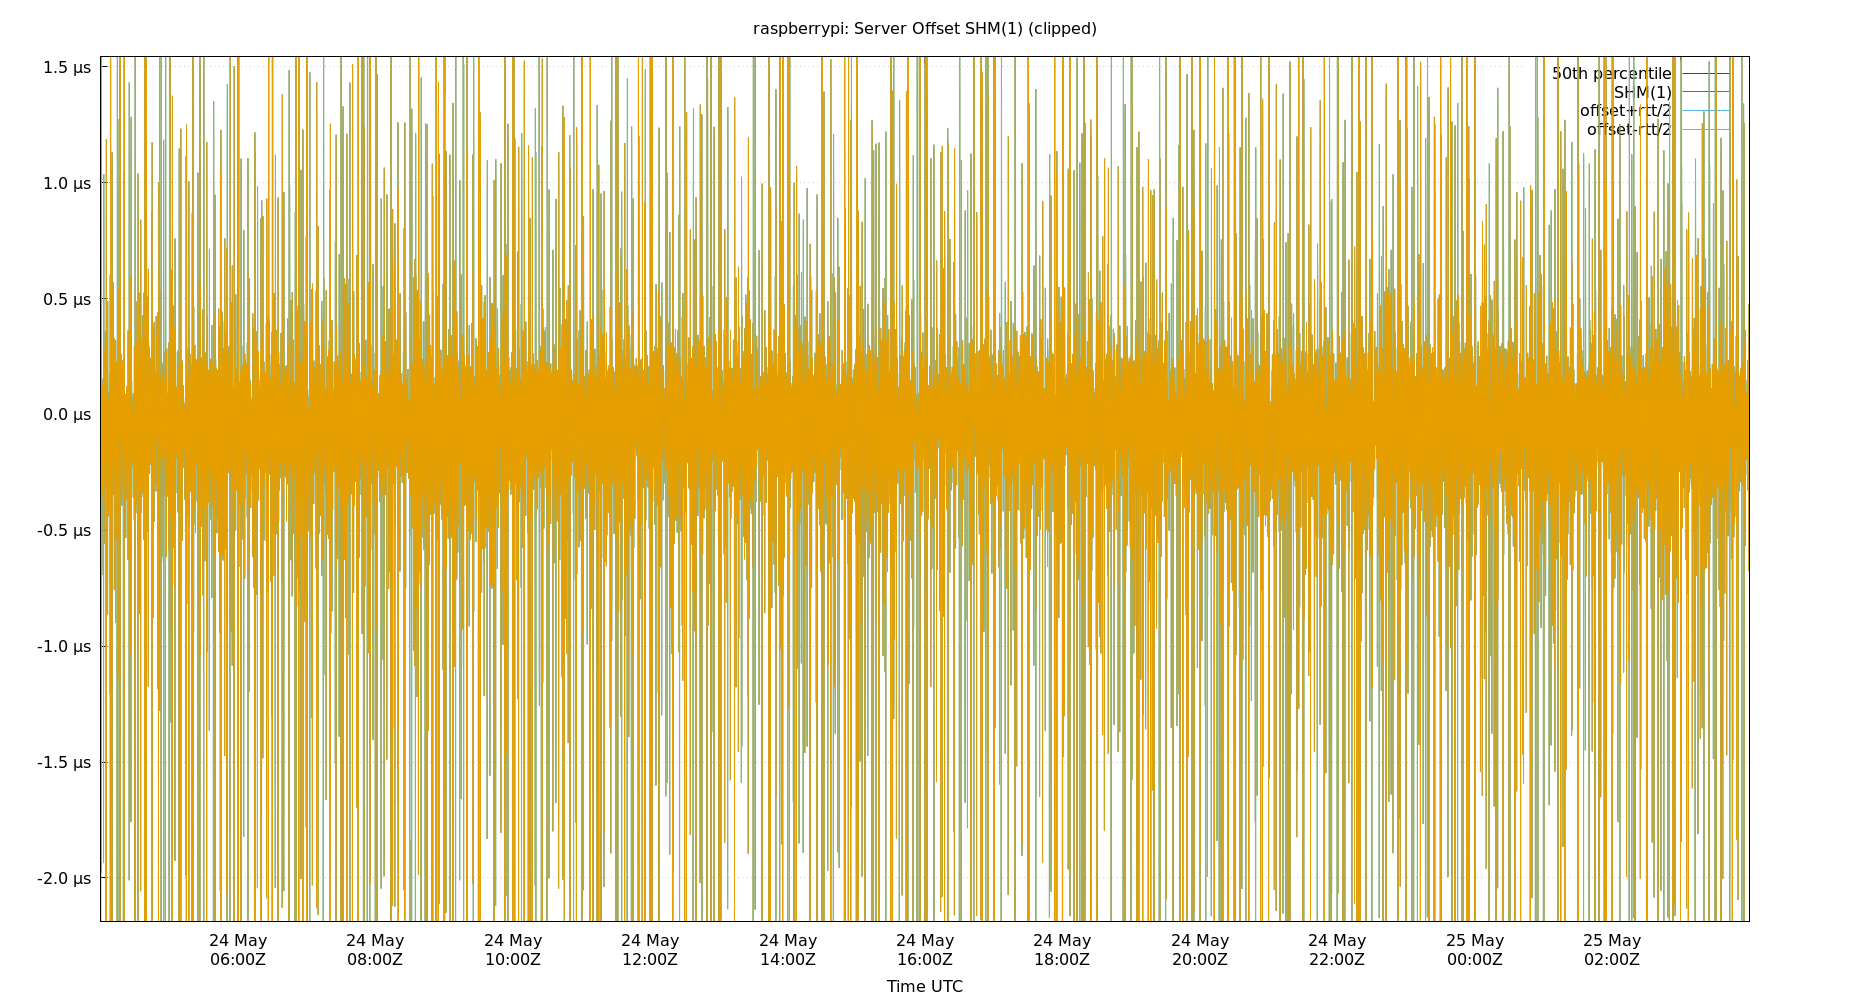 raspberrypi: Server Offset SHM(1) (clipped)
1.5 µs
1.0 µs
0.5 µs
0.0 µs
-0.5 µs
-1.0 µs
-1.5 µs
-2.0 µs
50th percentile
SHM(1)
offset+rtt/2
offset-rtt/2
24 May 24 May 24 May 24 May 24 May 24 May 24 May 24 May 24 May 25 May 25 May
06:00Z 08:00Z 10:00Z 12:00Z 14:00Z 16:00Z 18:00Z 20:00Z 22:00Z 00:00Z 02:00Z
Time UTC